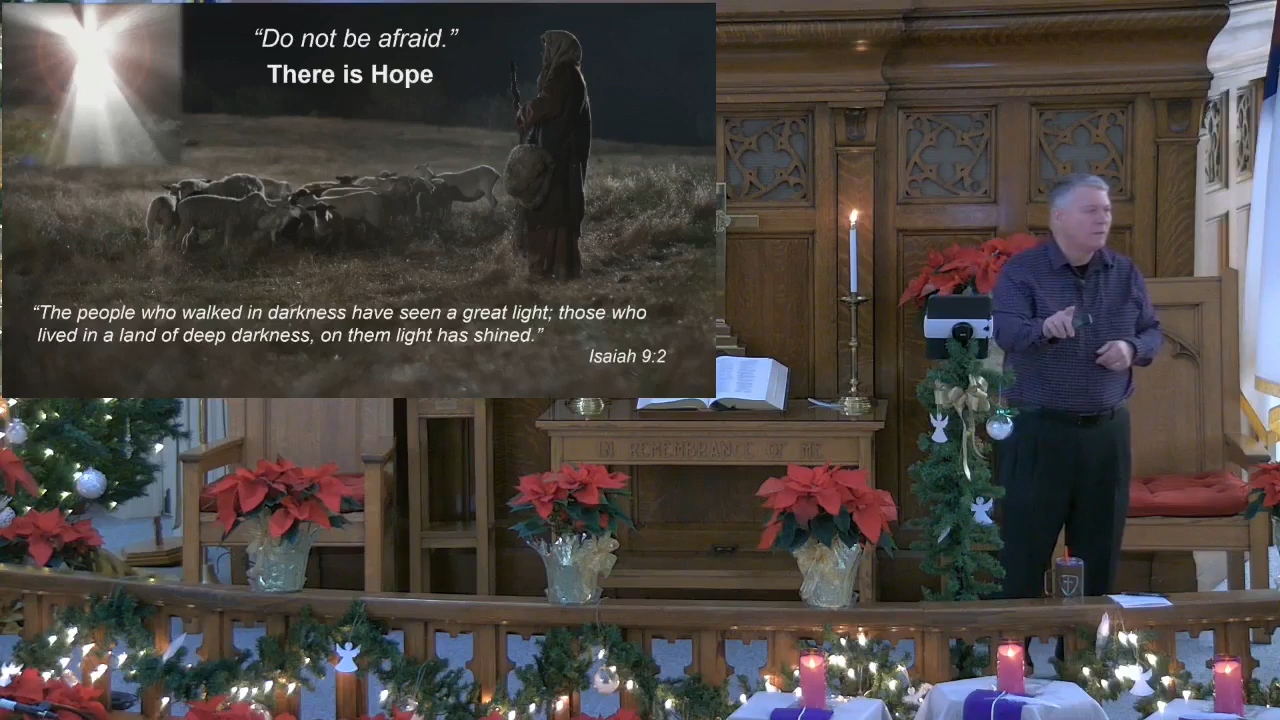 “Do not be afraid.”
There is Hope
“The people who walked in darkness have seen a great light; those who
lived in a land of deep darkness, on them light has shined.”
Isaiah 9:2
IN REMEMBRANCE OF ME